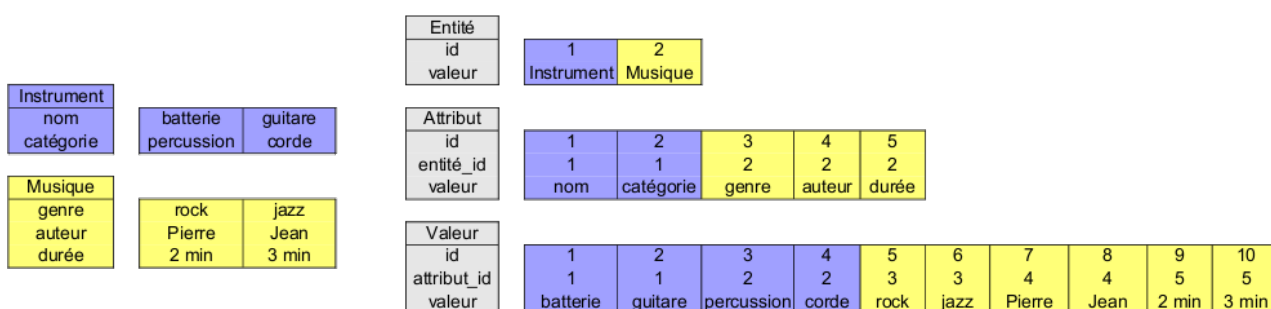 Instrument
nom batterie guitare
catégorie percussion corde
Musique
genre rock jazz
auteur Pierre Jean
durée 2 min 3 min
Entité
id 1 2
valeur Instrument Musique
Attribut
id 1 2 3 4 5
entité_id 1 1 2 2 2
valeur nom catégorie genre auteur durée
Valeur
id 1 2 3 4 5 6 7 8 9 10
attribut_id 1 1 2 2 3 3 4 4 5 5
valeur batterie guitare percussion corde rock jazz Pierre Jean 2 min 3 min